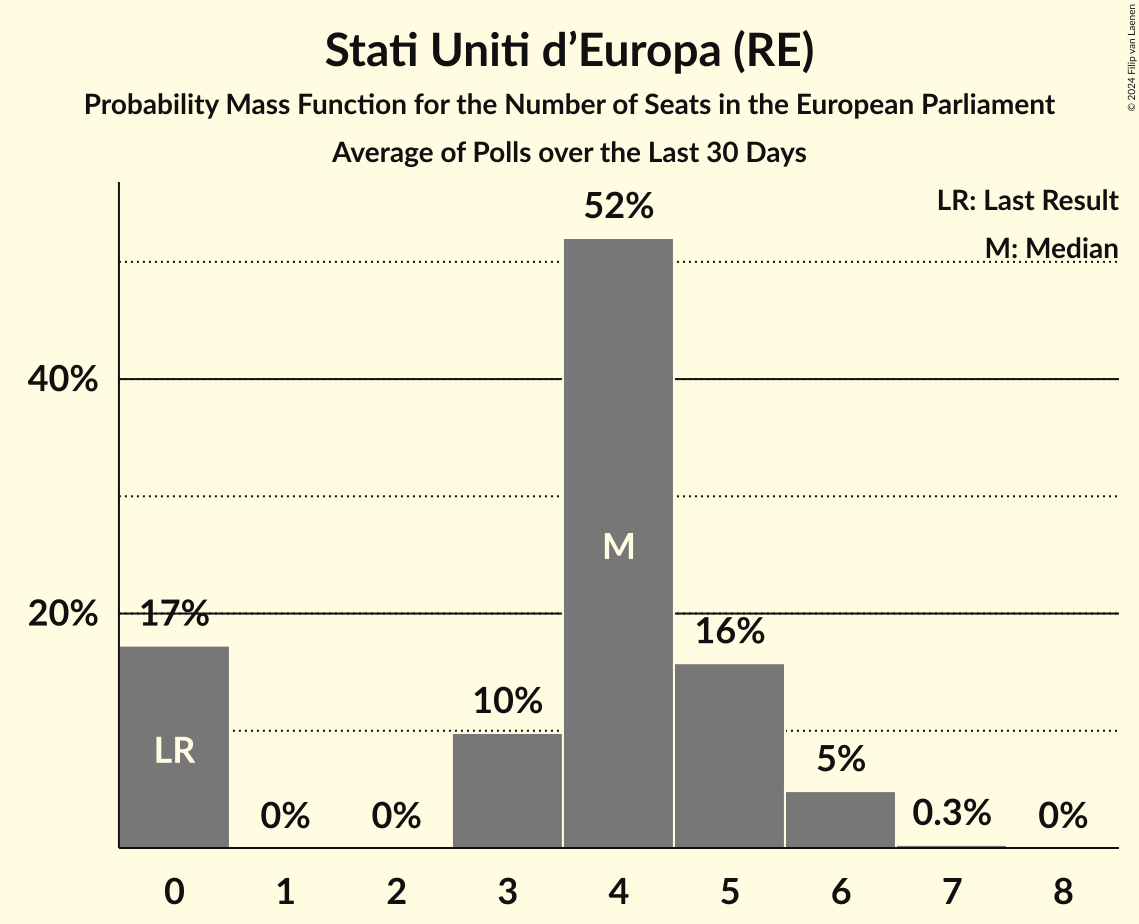 Stati Uniti d’Europa (RE)
Probability Mass Function for the Number of Seats in the European Parliament
Average of Polls over the Last 30 Days
© 2024 Filip van Laenen
LR: Last Result
M: Median
52%
40%
M
20%
17%
16%
10%
LR
5%
0%
0%
0.3%
0%
0
1
2
3
4
5
6
7
8